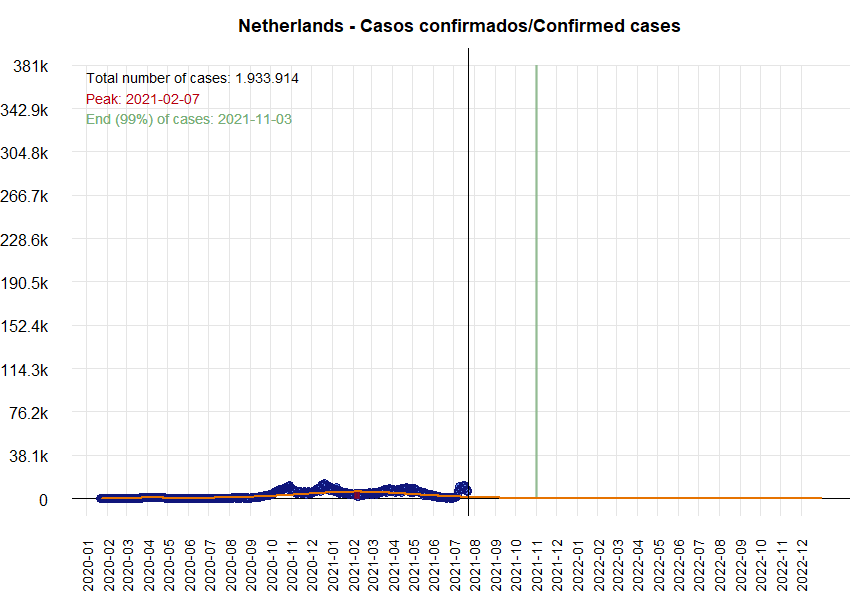 Netherlands - Casos confirmados/Confirmed cases
381k
342.9k
304.8k
266.7k
228.6k
190.5k
152.4k
114.3k
76.2k
38.1k
0
Total number of cases: 1.933.914
Peak: 2021-02-07
End (99%) of cases: 2021-11-03
2020-01
2020-02
2020-03
2020-04
2020-05
2020-06
2020-07
2020-08
2020-09
2020-10
2020-11
2020-12
2021-01
2021-02
2021-03
2021-04
2021-05
2021-06
2021-07
2021-08
2021-09
2021-10
2021-11
2021-12
2022-01
2022-02
2022-03
2022-04
2022-05
2022-06
2022-07
2022-08
2022-09
2022-10
2022-11
2022-12